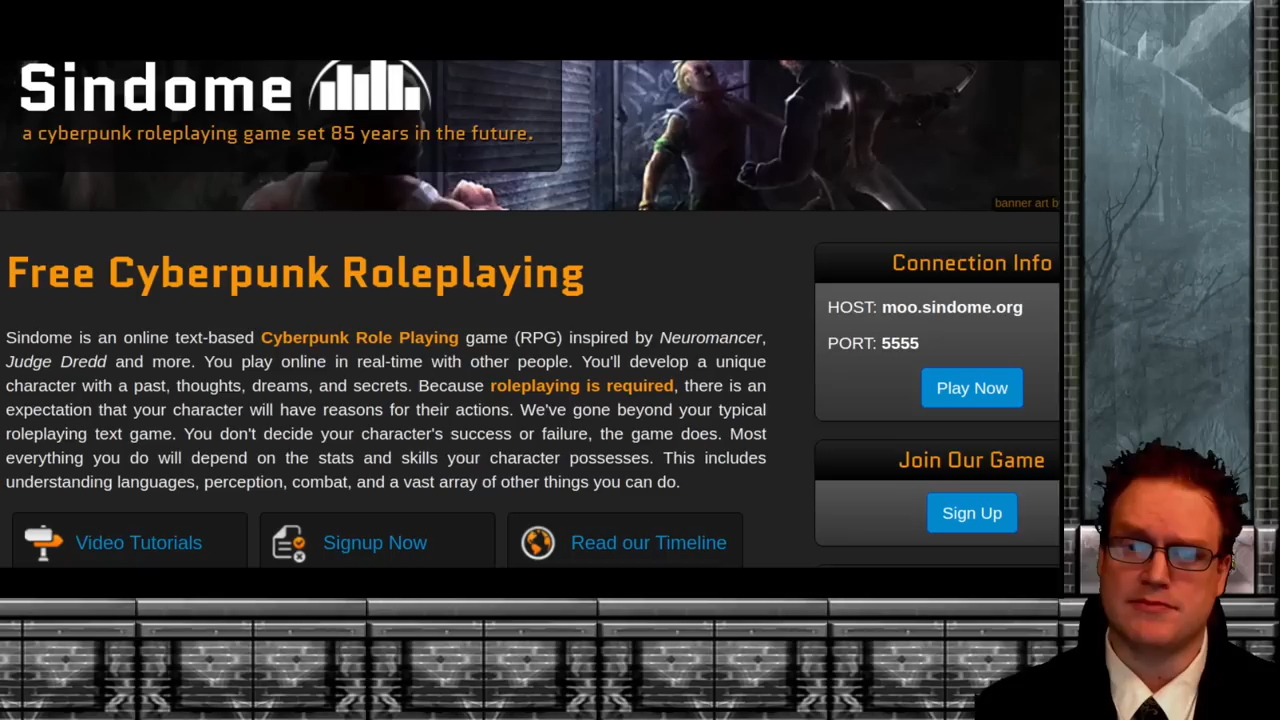 Sindome
a cyberpunk roleplaying game set 85 years in the future.
banner art by
Free Cyberpunk Roleplaying
Sindome is an online text-based Cyberpunk Role Playing game (RPG) inspired by Neuromancer,
Judge Dredd and more. You play online in real-time with other people. You'll develop a unique
character with a past, thoughts, dreams, and secrets. Because roleplaying is required, there is an
expectation that your character will have reasons for their actions. We've gone beyond your typical
roleplaying text game. You don't decide your character's success or failure, the game does. Most
everything you do will depend on the stats and skills your character possesses. This includes
understanding languages, perception, combat, and a vast array of other things you can do.
Video Tutorials
Signup Now
Read our Timeline
Connection Info
HOST: moo.sindome.org
PORT: 5555
Play Now
Join Our Game
Sign Up